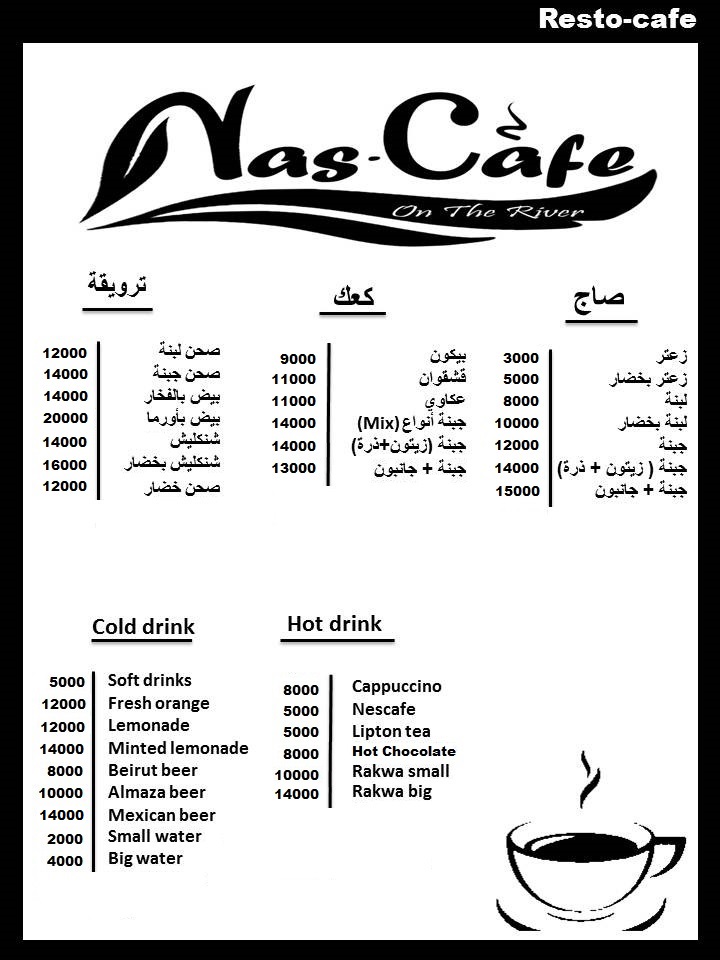 Resto-cafe
Nas-Cafe
On The River
صاج
زعتر 3000
زعتر بخضار 5000
لبنة 8000
لبنة بخضار 10000
جبنة 12000
جبنة ( زيتون + ذرة) 14000
جبنة + جانبون 15000
كعك
بيكون 9000
قشقوان 11000
عكاوي 11000
جبنة أنواع (Mix) 14000
جبنة (زيتون+ذرة) 14000
جبنة + جانبون 13000
ترويقة
صحن لبنة 12000
صحن جبنة 14000
بيض بالفخار 14000
بيض بأورما 20000
شنكليش 14000
شنكليش بخضار 16000
صحن خضار 12000
Cold drink
5000 Soft drinks
12000 Fresh orange
12000 Lemonade
14000 Minted lemonade
8000 Beirut beer
10000 Almaza beer
14000 Mexican beer
2000 Small water
4000 Big water
Hot drink
8000 Cappuccino
5000 Nescafe
5000 Lipton tea
8000 Hot Chocolate
10000 Rakwa small
14000 Rakwa big